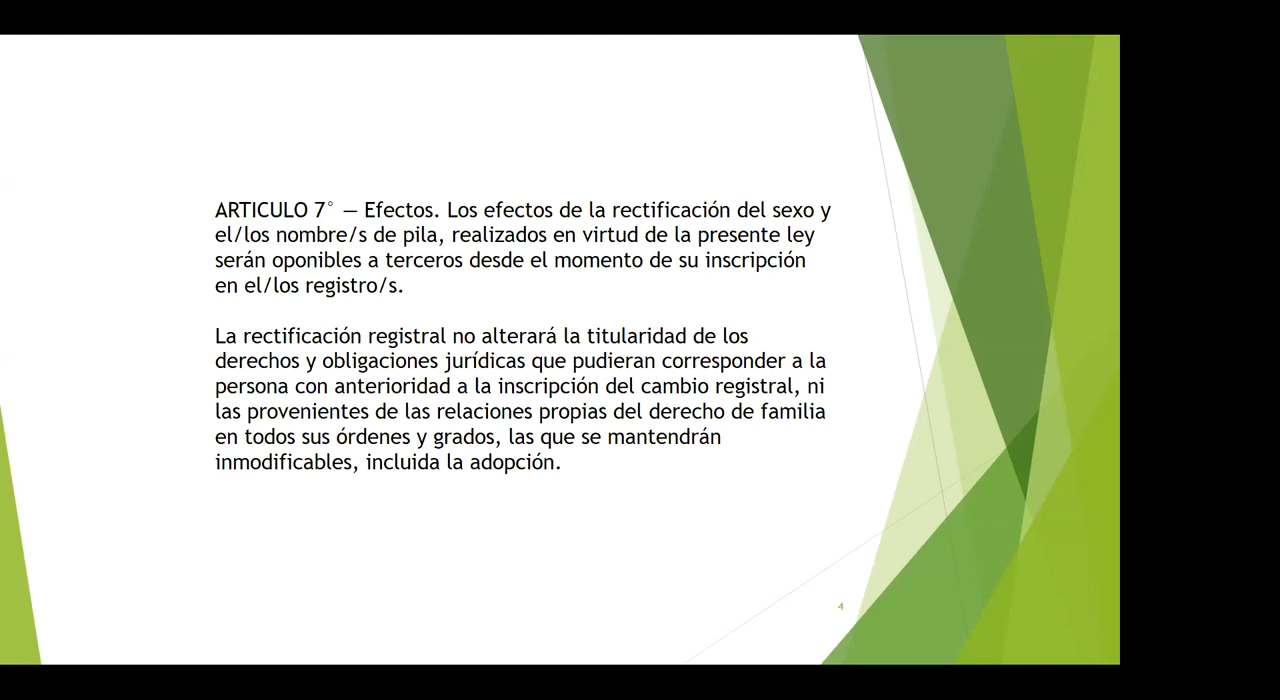 ARTICULO 7° — Efectos. Los efectos de la rectificación del sexo y
el/los nombre/s de pila, realizados en virtud de la presente ley
serán oponibles a terceros desde el momento de su inscripción
en el/los registro/s.
La rectificación registral no alterará la titularidad de los
derechos y obligaciones jurídicas que pudieran corresponder a la
persona con anterioridad a la inscripción del cambio registral, ni
las provenientes de las relaciones propias del derecho de familia
en todos sus órdenes y grados, las que se mantendrán
inmodificables, incluida la adopción.
4